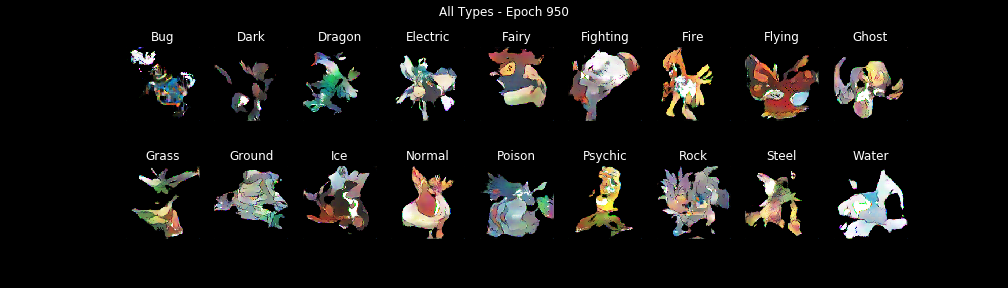 All Types - Epoch 950
Bug Dark Dragon Electric Fairy Fighting Fire Flying Ghost
Grass Ground Ice Normal Poison Psychic Rock Steel Water